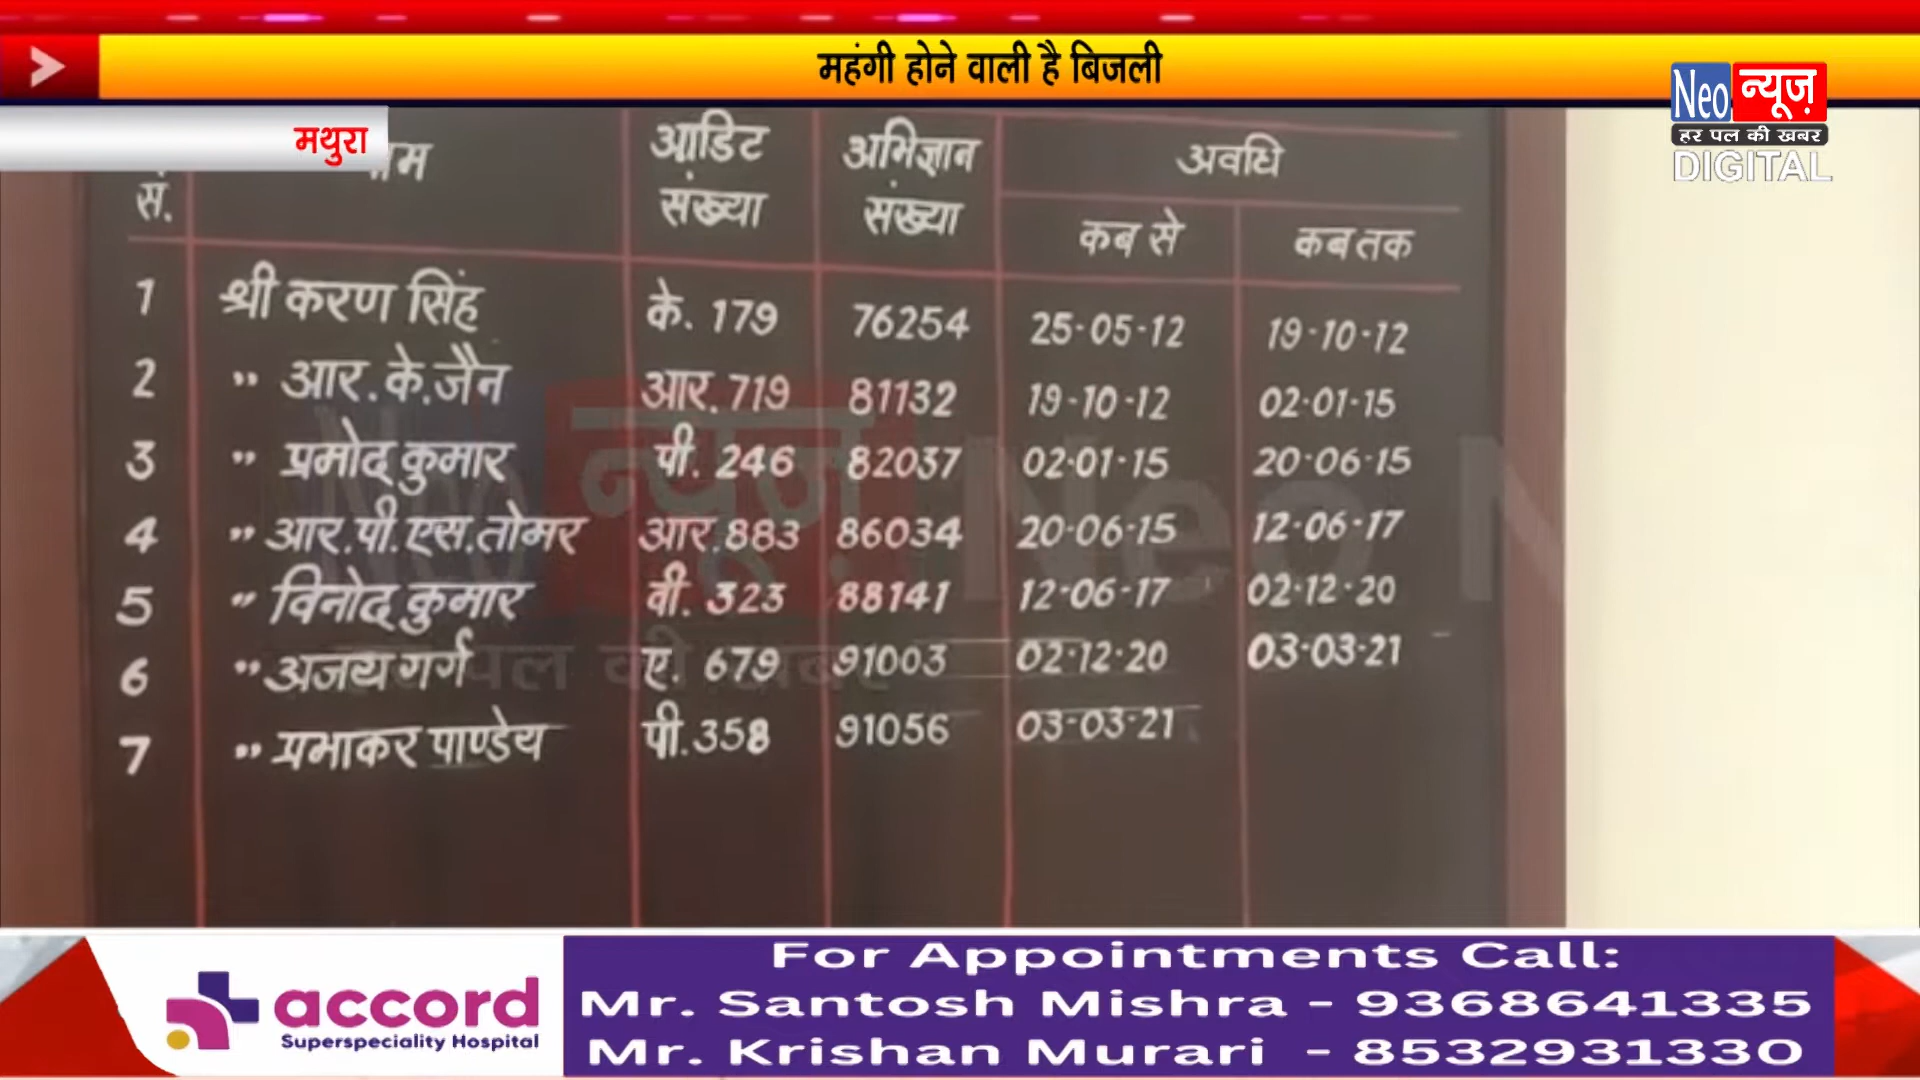 महंगी होने वाली है बिजली
Neo न्यूज़
हर पल की खबर
DIGITAL
मथुरा
सं. नाम आडिट संख्या अभिज्ञान संख्या अवधि
कब से कब तक
1 श्री करण सिंह के. 179 76254 25-05-12 19-10-12
2 ,, आर.के.जैन आर. 719 81132 19-10-12 02-01-15
3 ,, प्रमोद कुमार पी. 246 82037 02-01-15 20-06-15
4 ,, आर.पी.एस.तोमर आर. 883 86034 20-06-15 12-06-17
5 ,, विनोद कुमार वी. 323 88141 12-06-17 02-12-20
6 ,, अजय गर्ग ए. 679 91003 02-12-20 03-03-21
7 ,, प्रभाकर पाण्डेय पी. 358 91056 03-03-21
accord
Superspeciality Hospital
For Appointments Call:
Mr. Santosh Mishra - 9368641335
Mr. Krishan Murari - 8532931330